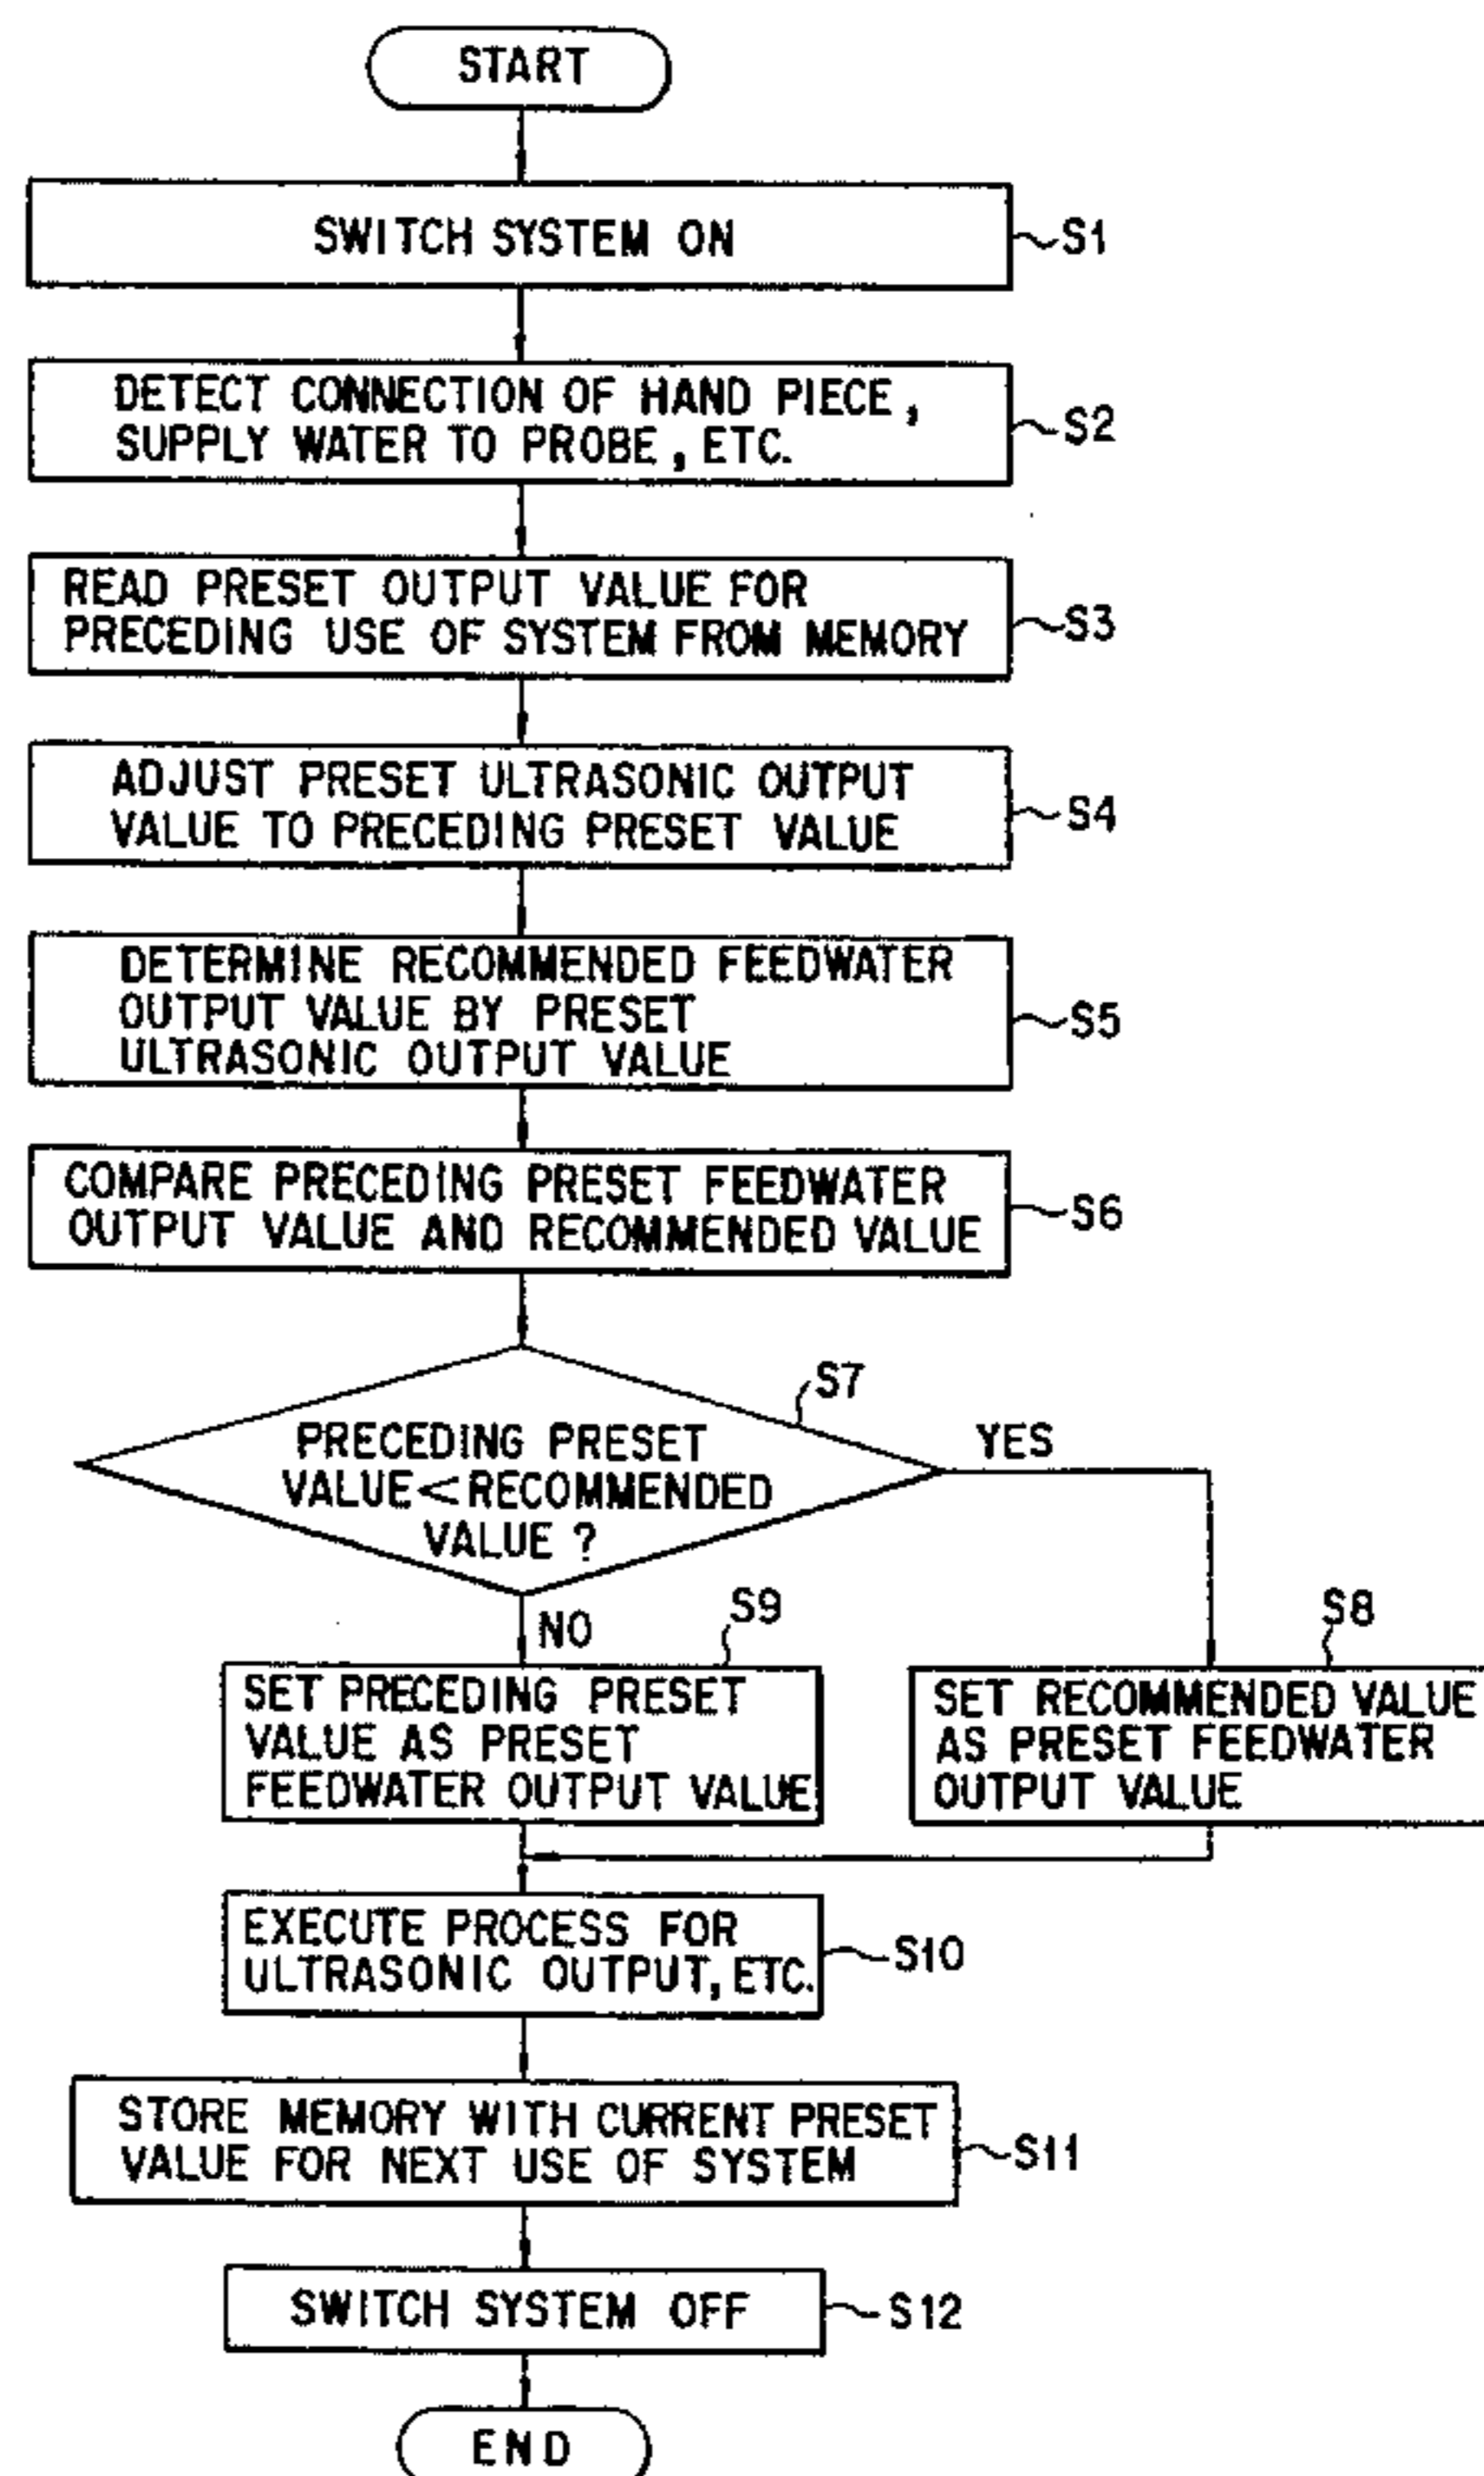 START
SWITCH SYSTEM ON
S1
DETECT CONNECTION OF HAND PIECE,
SUPPLY WATER TO PROBE, ETC.
S2
READ PRESET OUTPUT VALUE FOR
PRECEDING USE OF SYSTEM FROM MEMORY
S3
ADJUST PRESET ULTRASONIC OUTPUT
VALUE TO PRECEDING PRESET VALUE
S4
DETERMINE RECOMMENDED FEEDWATER
OUTPUT VALUE BY PRESET
ULTRASONIC OUTPUT VALUE
S5
COMPARE PRECEDING PRESET FEEDWATER
OUTPUT VALUE AND RECOMMENDED VALUE
S6
S7
PRECEDING PRESET
VALUE < RECOMMENDED
VALUE ?
YES
NO
S9
SET PRECEDING PRESET
VALUE AS PRESET
FEEDWATER OUTPUT VALUE
S8
SET RECOMMENDED VALUE
AS PRESET FEEDWATER
OUTPUT VALUE
EXECUTE PROCESS FOR
ULTRASONIC OUTPUT, ETC.
S10
STORE MEMORY WITH CURRENT PRESET
VALUE FOR NEXT USE OF SYSTEM
S11
SWITCH SYSTEM OFF
S12
END